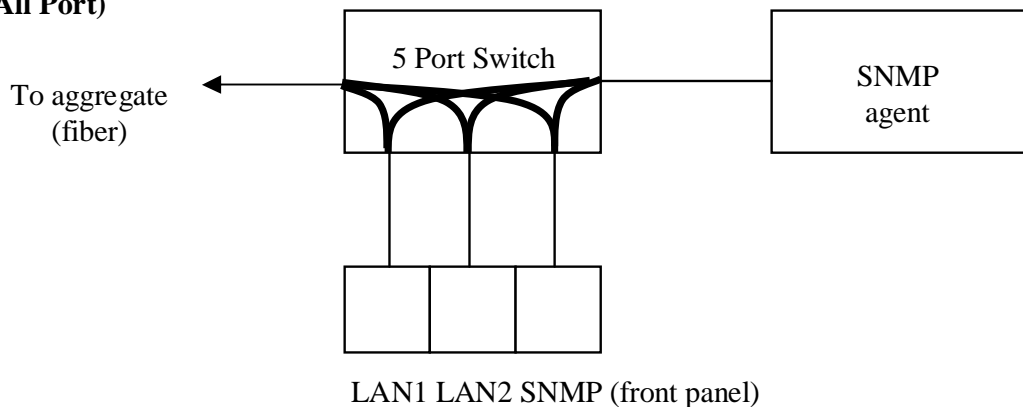 All Port)
5 Port Switch
To aggregate
(fiber)
SNMP
agent
LAN1 LAN2 SNMP (front panel)